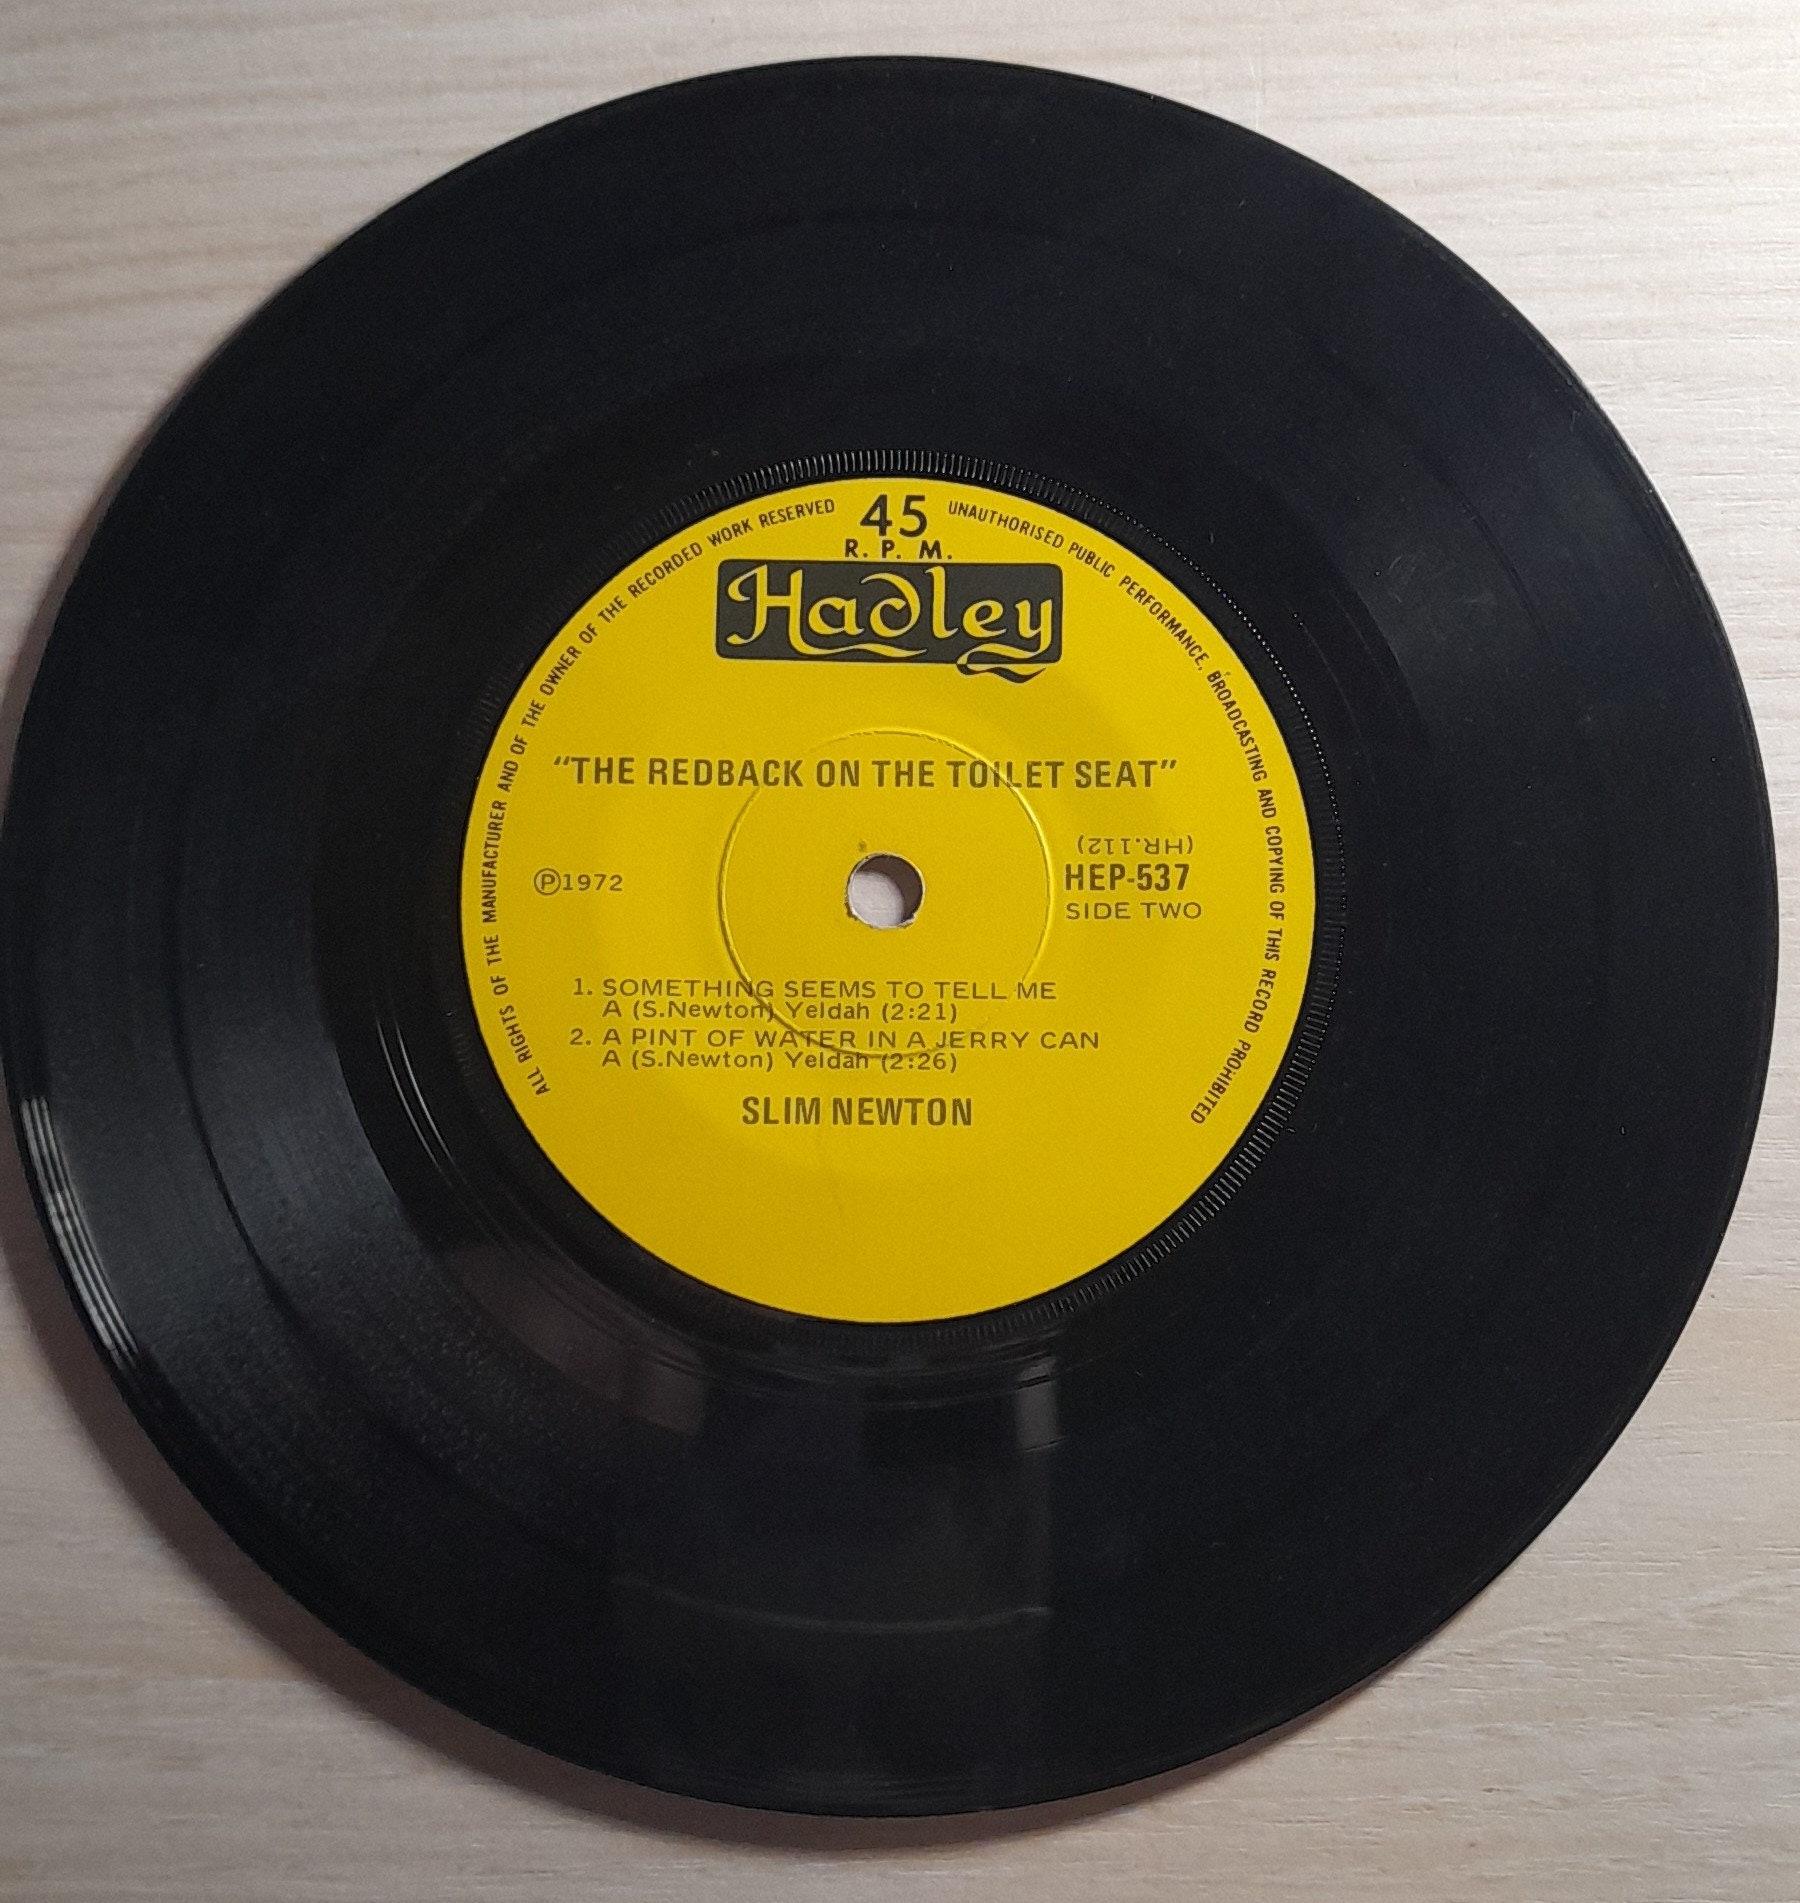 45
R. P. M.
Hadley
ALL RIGHTS OF THE MANUFACTURER AND OF THE OWNER OF THE RECORDED WORK RESERVED
UNAUTHORISED PUBLIC PERFORMANCE, BROADCASTING AND COPYING OF THIS RECORD PROHIBITED
“THE REDBACK ON THE TOILET SEAT”
(HR.112)
℗1972
HEP-537
SIDE TWO
1. SOMETHING SEEMS TO TELL ME
A (S.Newton) Yeldah (2:21)
2. A PINT OF WATER IN A JERRY CAN
A (S.Newton) Yeldah (2:26)
SLIM NEWTON